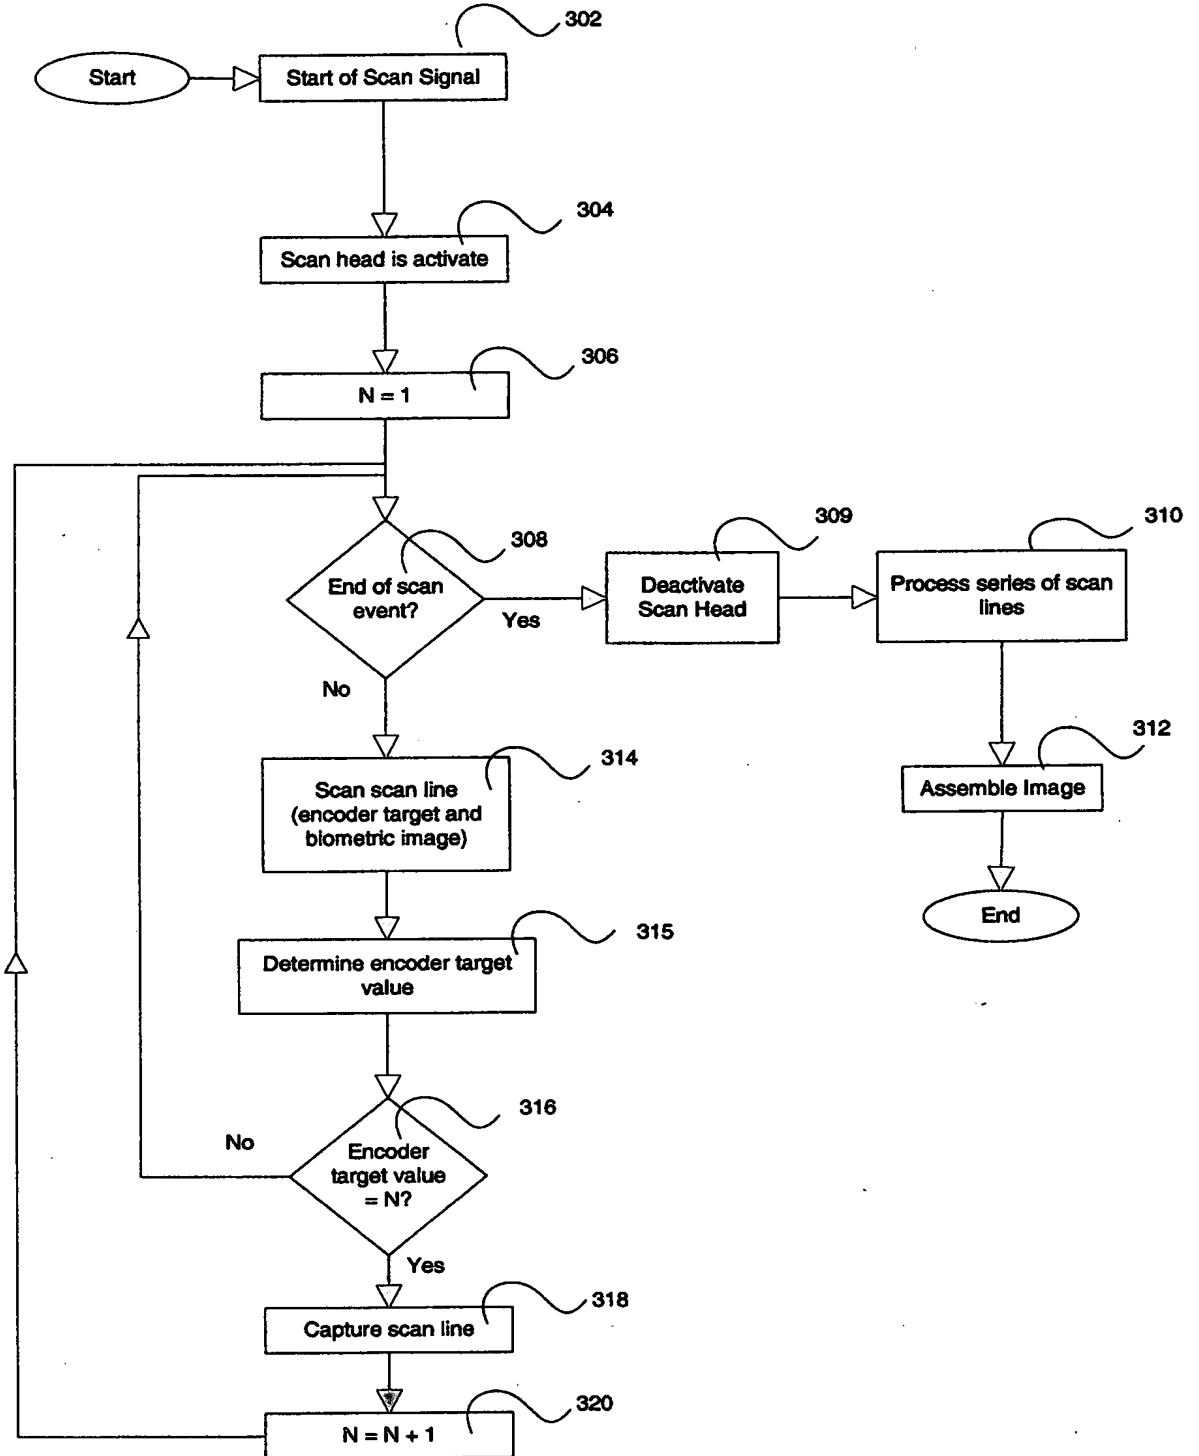 302
Start
Start of Scan Signal
304
Scan head is activate
306
N = 1
308
End of scan
event?
Yes
No
309
Deactivate
Scan Head
310
Process series of scan
lines
312
Assemble Image
End
314
Scan scan line
(encoder target and
biometric image)
315
Determine encoder target
value
316
Encoder
target value
= N?
No
Yes
318
Capture scan line
320
N = N + 1